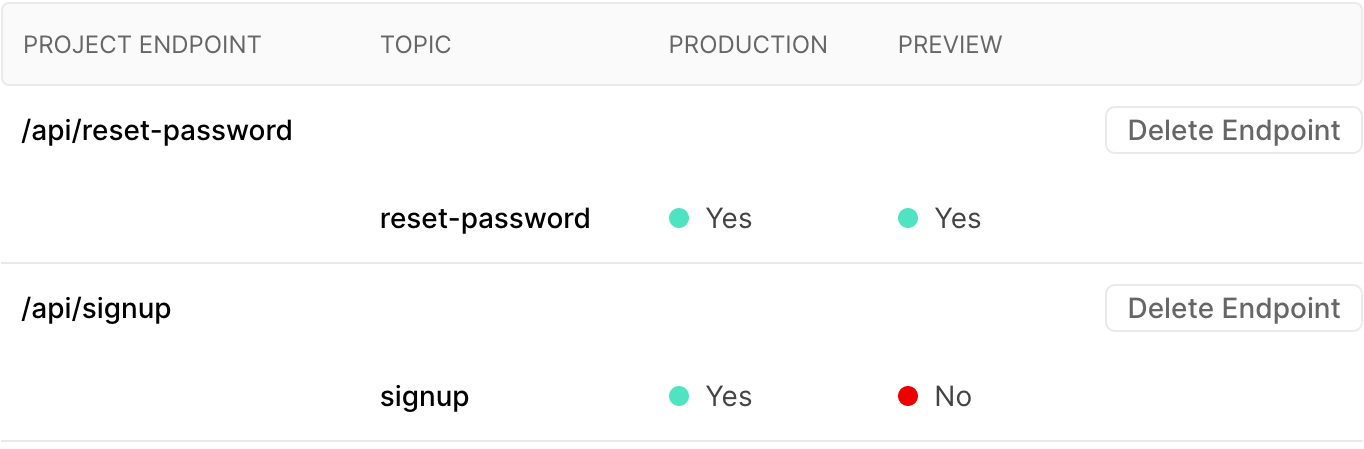 PROJECT ENDPOINT TOPIC PRODUCTION PREVIEW
/api/reset-password Delete Endpoint
reset-password Yes Yes
/api/signup Delete Endpoint
signup Yes No